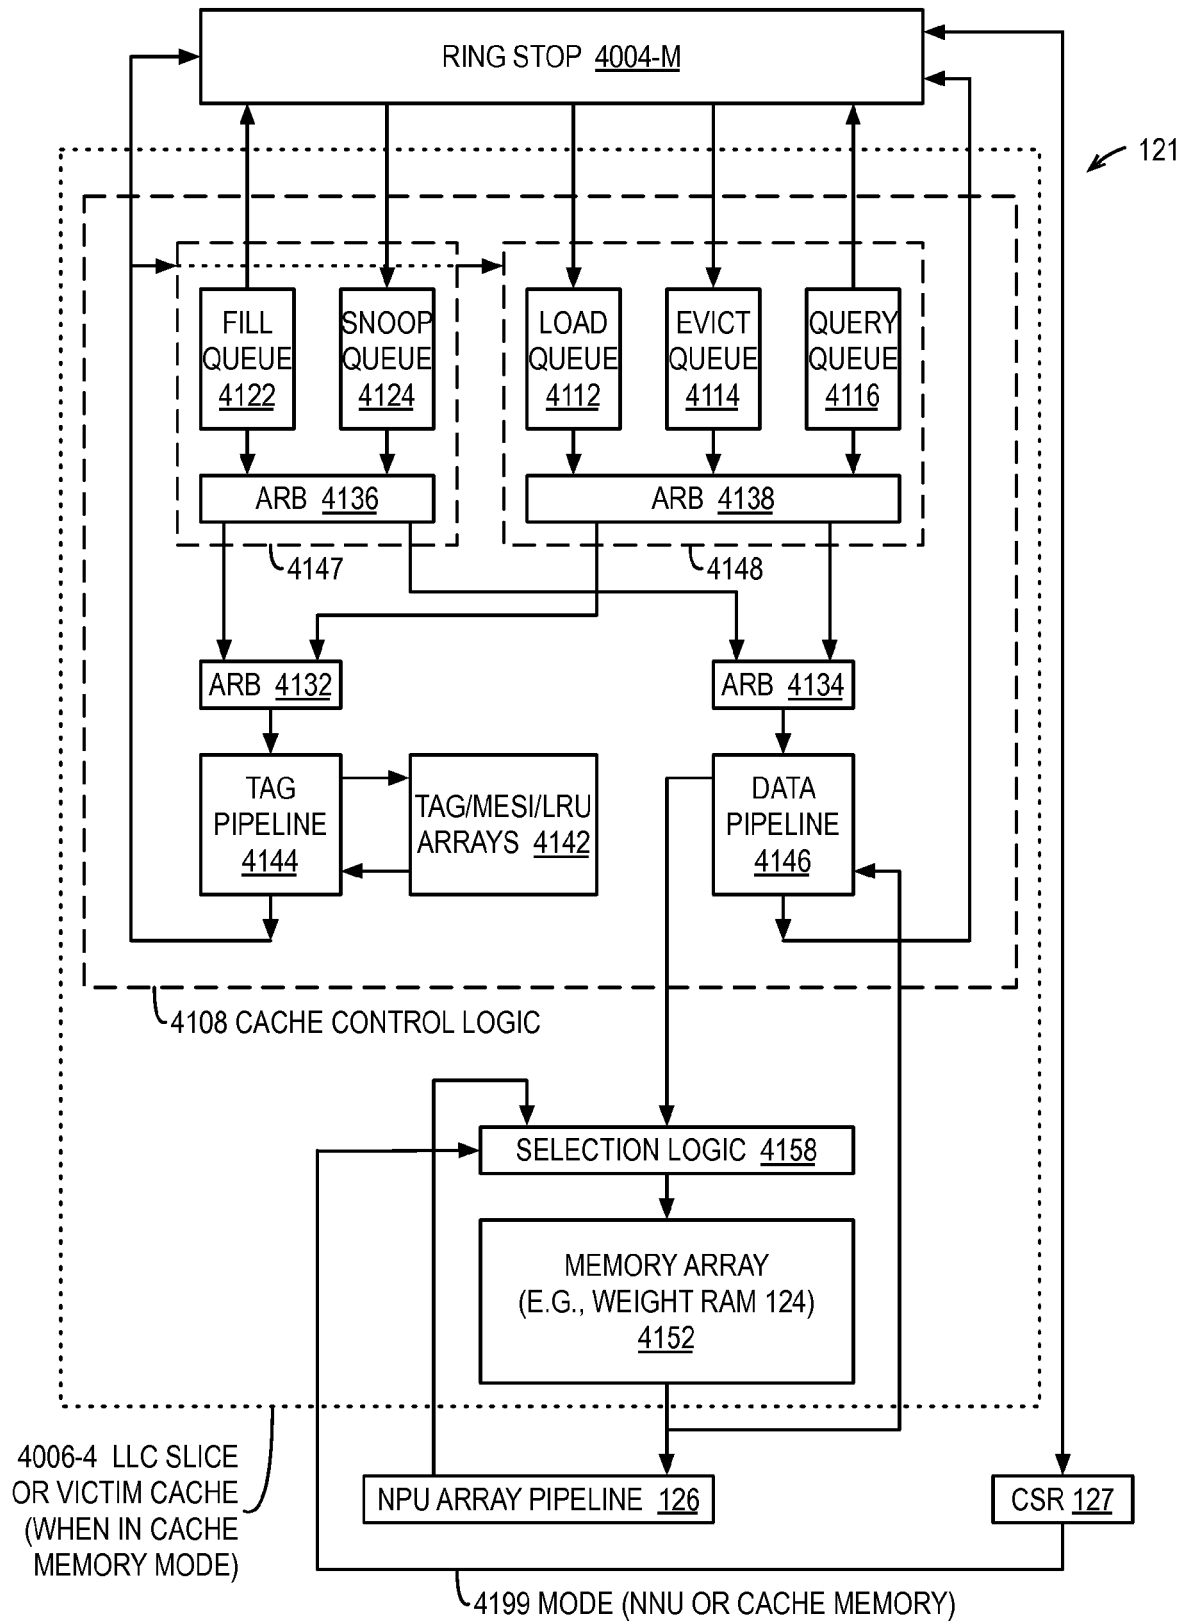 RING STOP 4004-M
121
FILL
QUEUE
4122
SNOOP
QUEUE
4124
LOAD
QUEUE
4112
EVICT
QUEUE
4114
QUERY
QUEUE
4116
ARB 4136
ARB 4138
4147
4148
ARB 4132
ARB 4134
TAG
PIPELINE
4144
TAG/MESI/LRU
ARRAYS 4142
DATA
PIPELINE
4146
4108 CACHE CONTROL LOGIC
SELECTION LOGIC 4158
MEMORY ARRAY
(E.G., WEIGHT RAM 124)
4152
4006-4 LLC SLICE
OR VICTIM CACHE
(WHEN IN CACHE
MEMORY MODE)
NPU ARRAY PIPELINE 126
CSR 127
4199 MODE (NNU OR CACHE MEMORY)